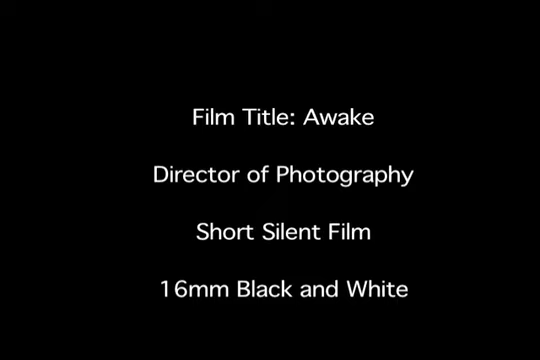 Film Title: Awake
Director of Photography
Short Silent Film
16mm Black and White